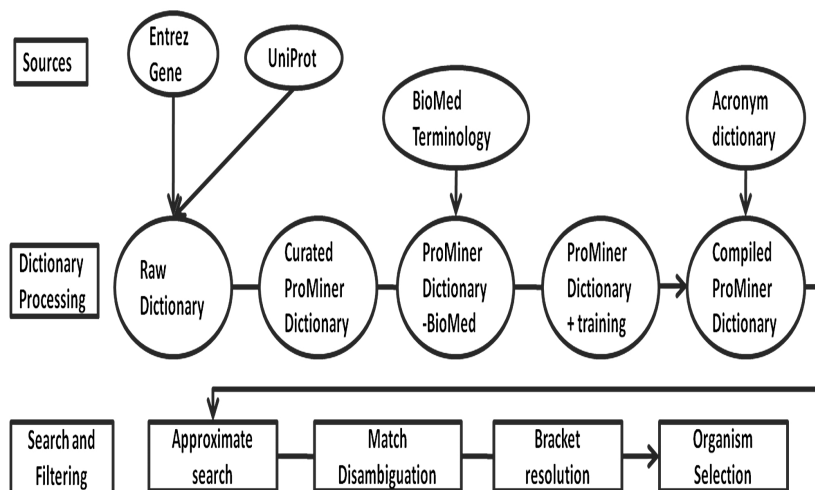 Sources
Entrez
Gene
UniProt
BioMed
Terminology
Acronym
dictionary
Dictionary
Processing
Raw
Dictionary
Curated
ProMiner
Dictionary
ProMiner
Dictionary
-BioMed
ProMiner
Dictionary
+ training
Compiled
ProMiner
Dictionary
Search and
Filtering
Approximate
search
Match
Disambiguation
Bracket
resolution
Organism
Selection